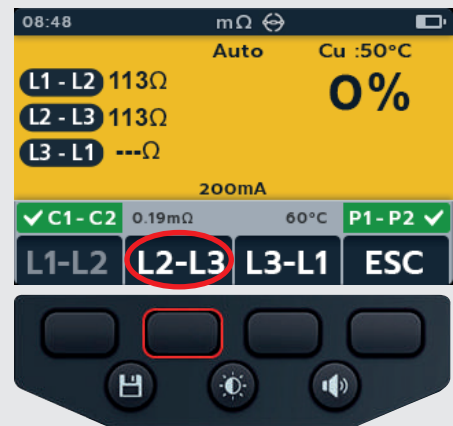 08:48 mΩ
Auto Cu :50°C
L1 - L2 113Ω
0%
L2 - L3 113Ω
L3 - L1 ---Ω
200mA
✔ C1 - C2 0.19mΩ 60°C P1 - P2 ✔
L1-L2 L2-L3 L3-L1 ESC